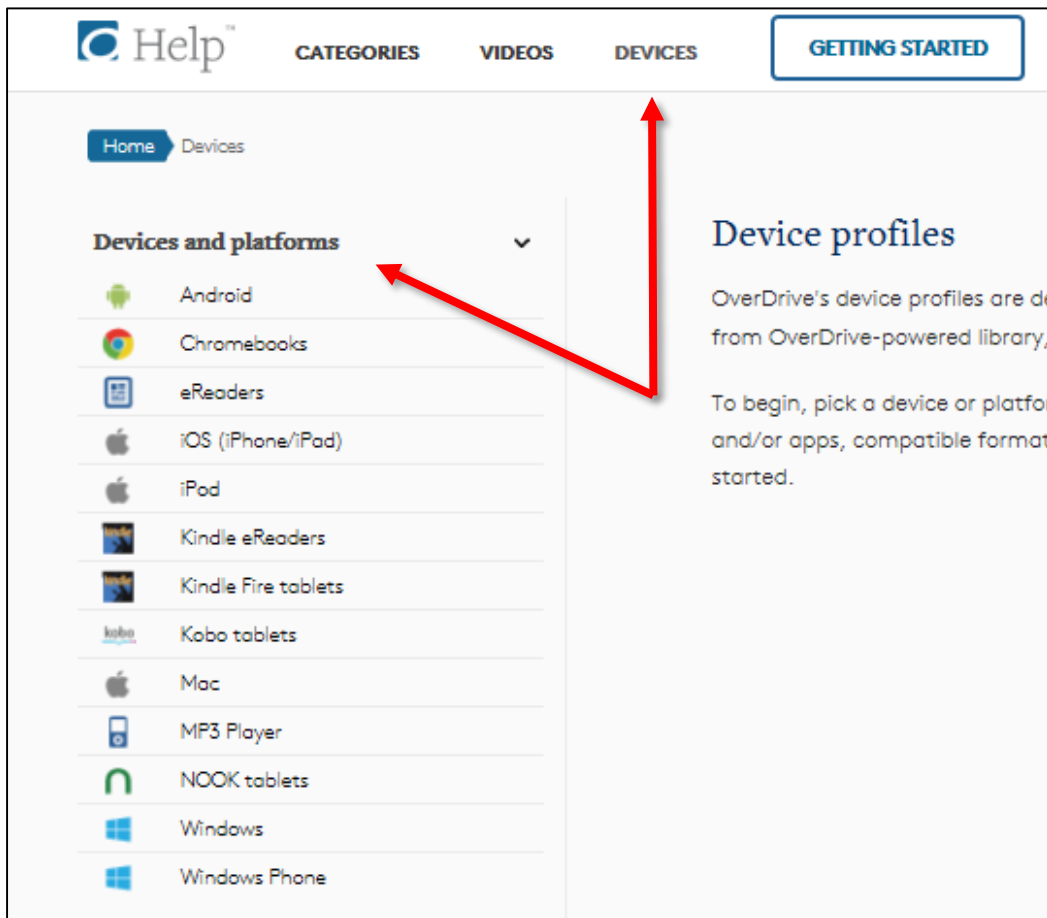 Help™ CATEGORIES VIDEOS DEVICES GETTING STARTED
Home Devices
Devices and platforms
Android
Chromebooks
eReaders
iOS (iPhone/iPad)
iPod
Kindle eReaders
Kindle Fire tablets
kobo Kobo tablets
Mac
MP3 Player
NOOK tablets
Windows
Windows Phone
Device profiles
OverDrive's device profiles are de
from OverDrive-powered library,
To begin, pick a device or platfor
and/or apps, compatible format
started.